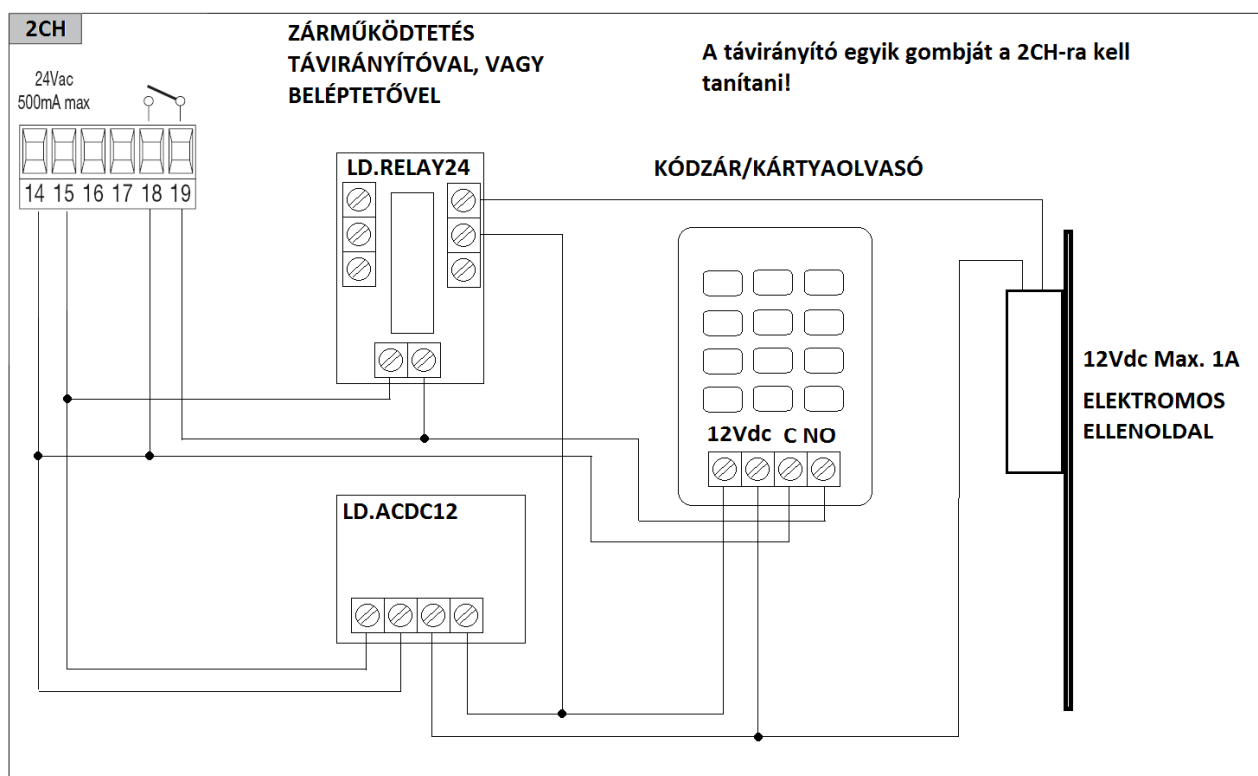 2CH
ZÁRMŰKÖDTETÉS
TÁVIRÁNYÍTÓVAL, VAGY
BELÉPTETŐVEL
A távirányító egyik gombját a 2CH-ra kell
tanítani!
24Vac
500mA max
14 15 16 17 18 19
LD.RELAY24
KÓDZÁR/KÁRTYAOLVASÓ
12Vdc C NO
12Vdc Max. 1A
ELEKTROMOS
ELLENOLDAL
LD.ACDC12